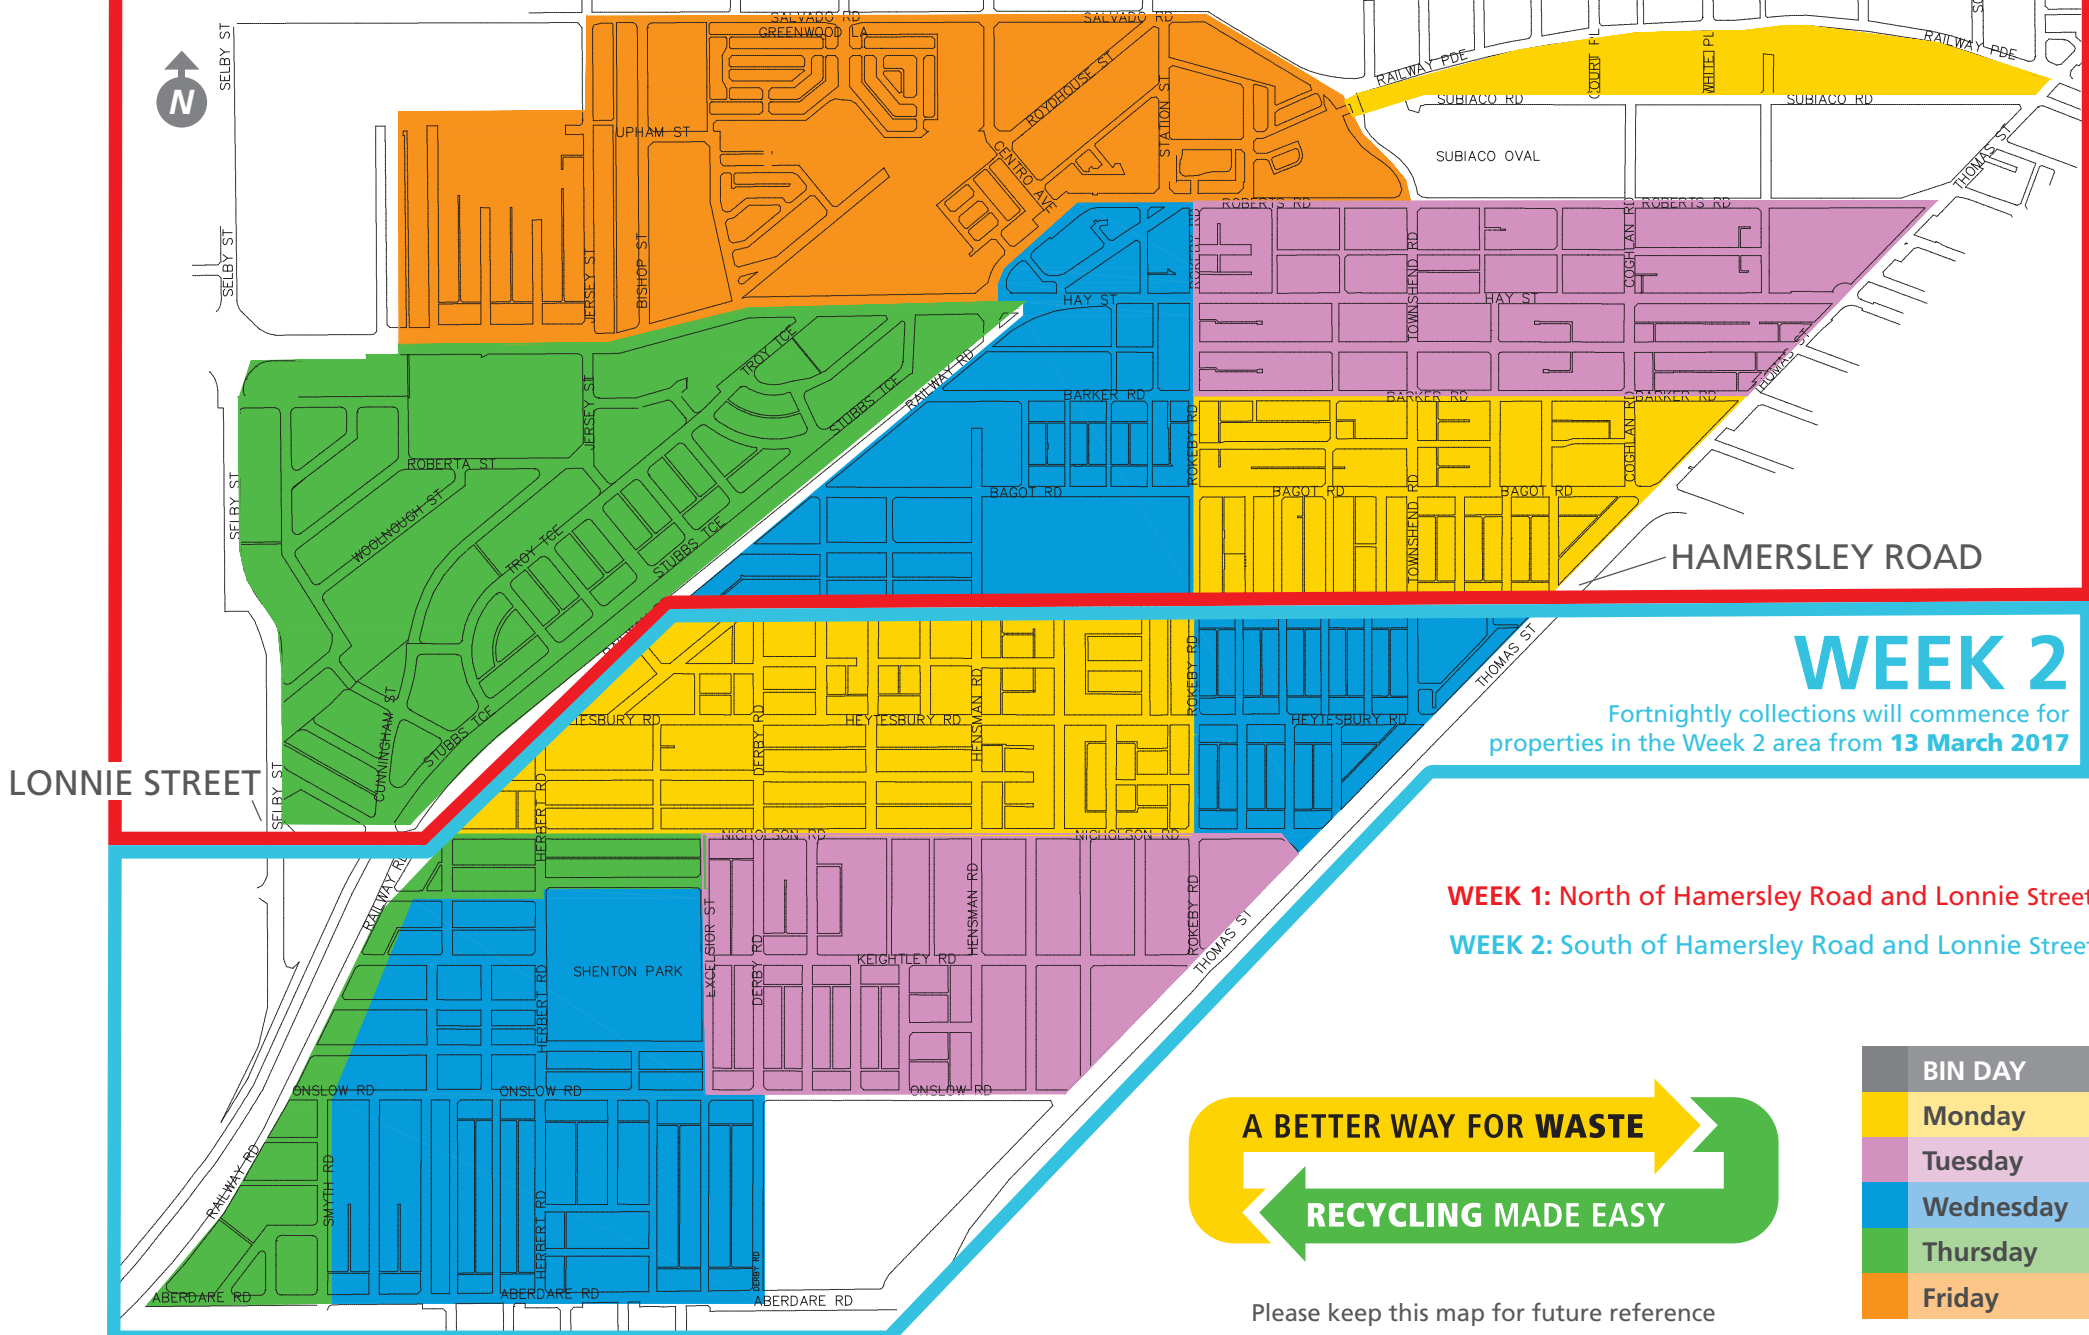 SALVADO RD
SALVADO RD
GREENWOOD LA
SELBY ST
N
UPHAM ST
ROYDHOUSE ST
STATION ST
CENTRO AVE
RAILWAY PDE
COURT PL
WHITE PL
RAILWAY PDE
SUBIACO RD
SUBIACO RD
SUBIACO OVAL
THOMAS ST
SELBY ST
JERSEY ST
BISHOP ST
ROBERTS RD
ROBERTS RD
TOWNSHEND RD
COGHLAN RD
HAY ST
HAY ST
TROY TCE
STUBBS TCE
RAILWAY RD
JERSEY ST
BARKER RD
BARKER RD
BARKER RD
THOMAS ST
ROKEBY RD
COGHLAN RD
ROBERTA ST
WOOLNOUGH ST
SELBY ST
BAGOT RD
BAGOT RD
BAGOT RD
TOWNSHEND RD
TROY TCE
STUBBS TCE
HAMERSLEY ROAD
WEEK 2
Fortnightly collections will commence for
properties in the Week 2 area from 13 March 2017
THOMAS ST
ROKEBY RD
HEYTESBURY RD
HEYTESBURY RD
DERBY RD
HENSMAN RD
CUNNINGHAM ST
STUBBS TCE
LONNIE STREET
SELBY ST
HERBERT RD
NICHOLSON RD
NICHOLSON RD
RAILWAY RD
WEEK 1: North of Hamersley Road and Lonnie Street
WEEK 2: South of Hamersley Road and Lonnie Street
EXCELSIOR ST
DERBY RD
HENSMAN RD
ROKEBY RD
THOMAS ST
KEIGHTLEY RD
SHENTON PARK
HERBERT RD
ONSLOW RD
ONSLOW RD
ONSLOW RD
RAILWAY RD
SMYTH RD
HERBERT RD
DERBY RD
ABERDARE RD
ABERDARE RD
ABERDARE RD
A BETTER WAY FOR WASTE
RECYCLING MADE EASY
Please keep this map for future reference
BIN DAY
Monday
Tuesday
Wednesday
Thursday
Friday